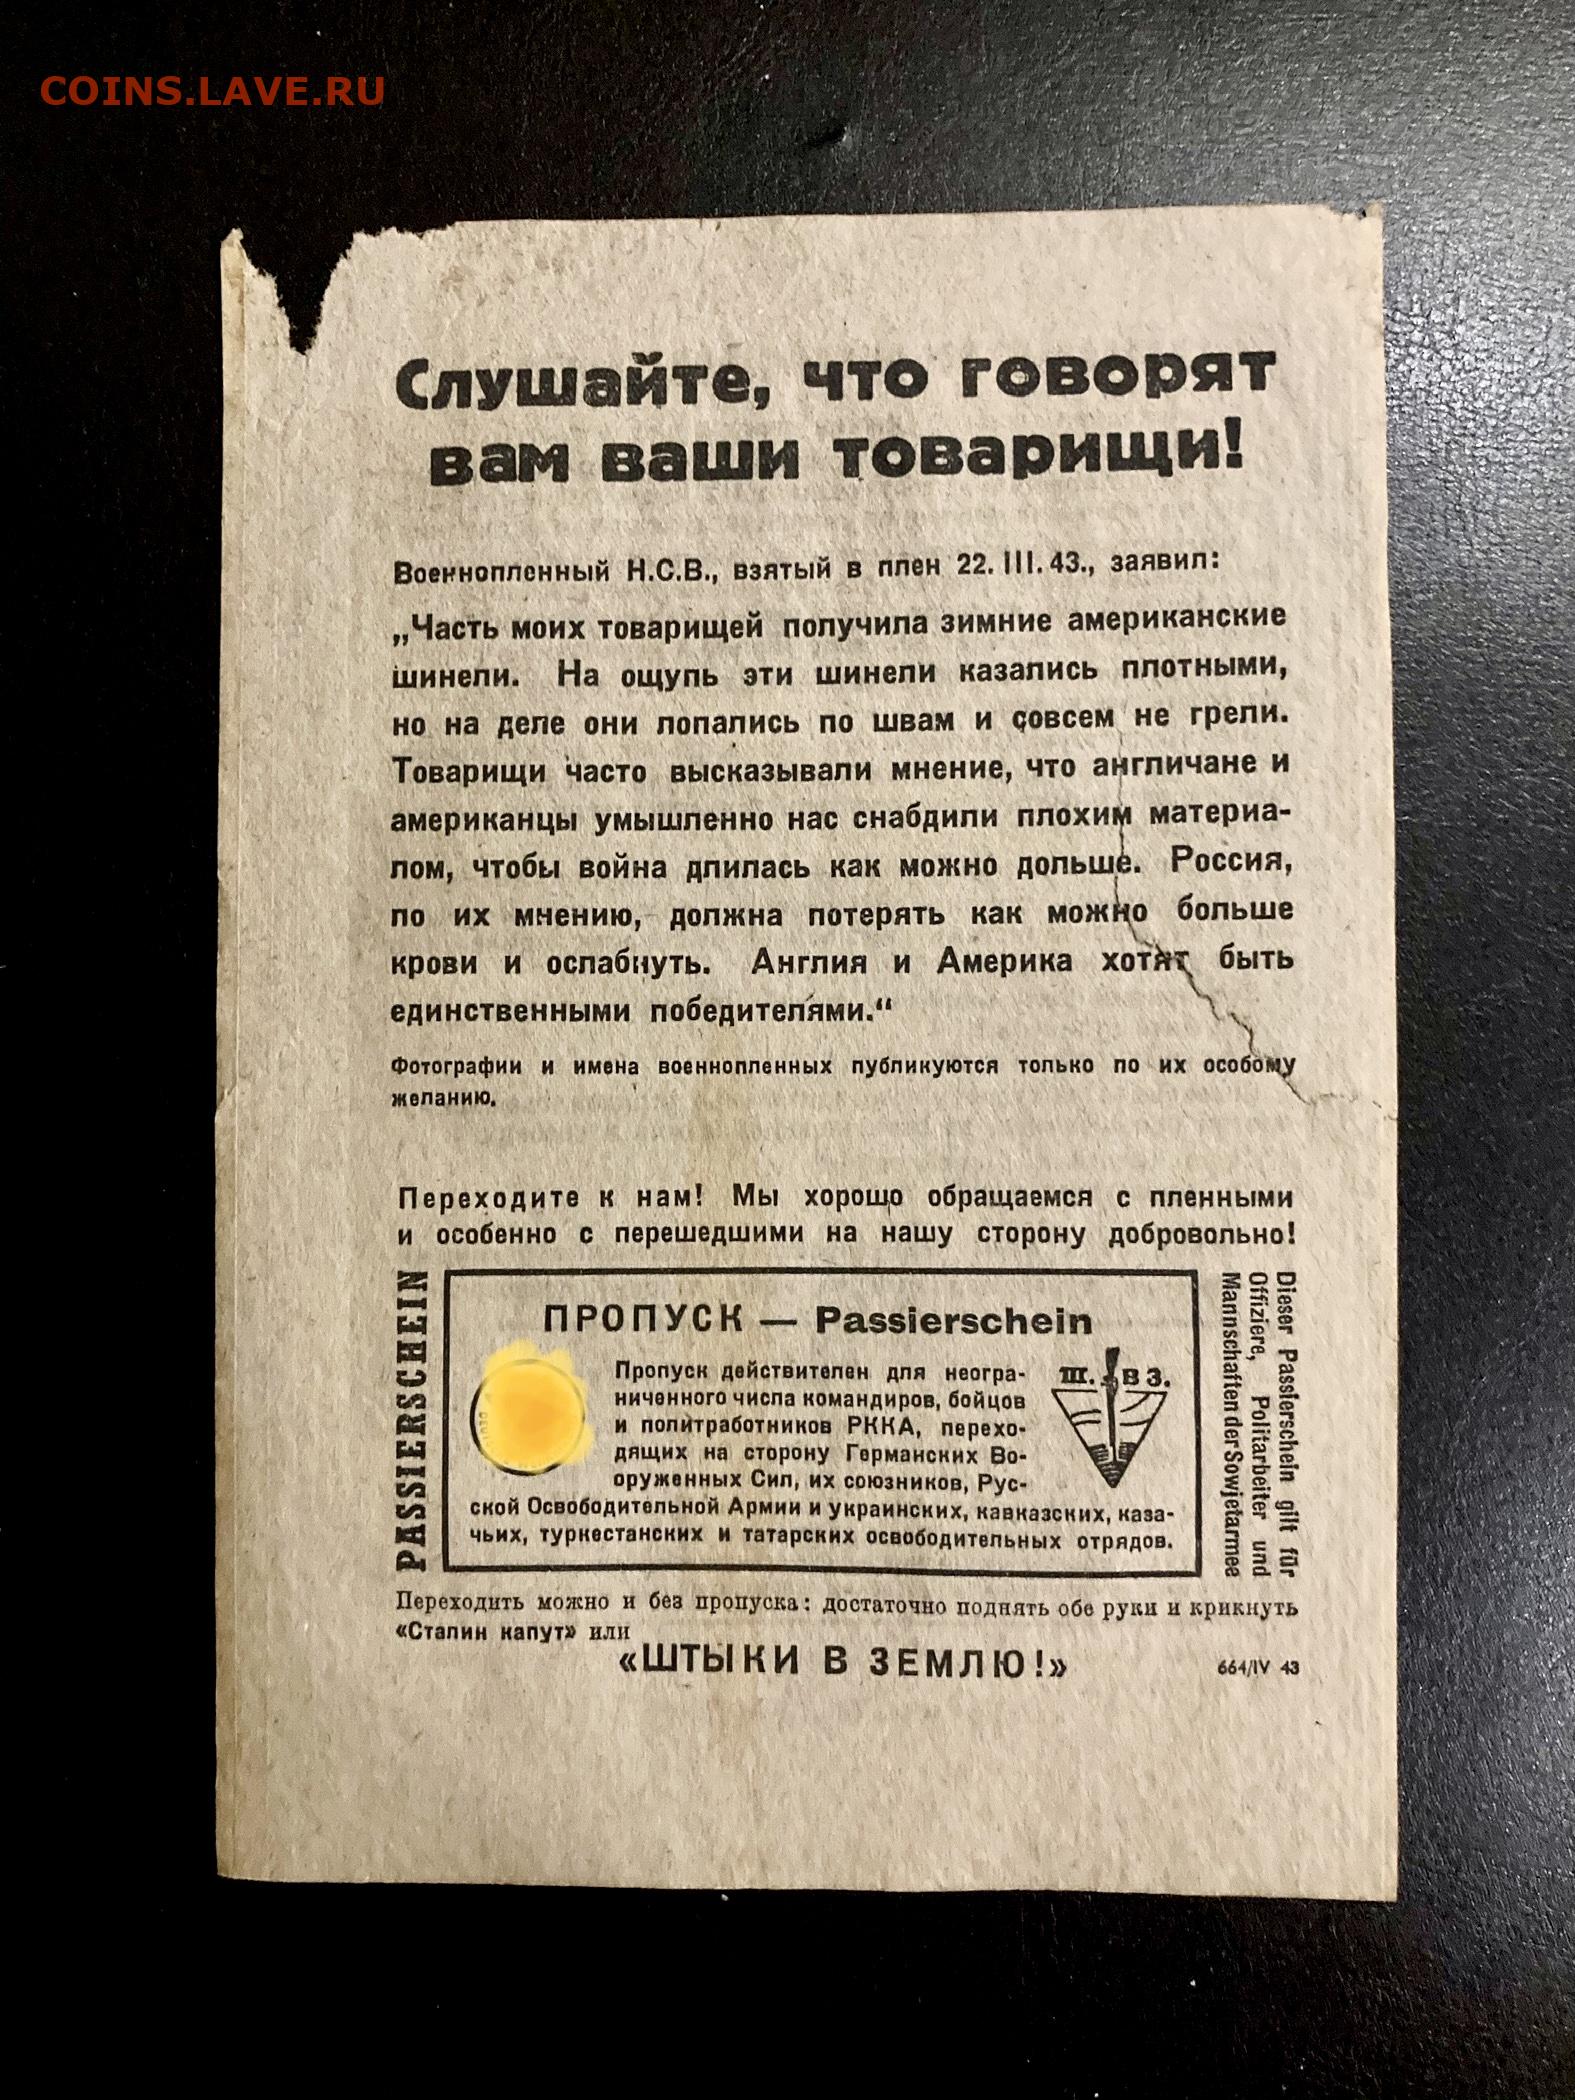 COINS.LAVE.RU
Слушайте, что говорят
вам ваши товарищи!
Военнопленный Н.С.В., взятый в плен 22. III. 43., заявил:
„Часть моих товарищей получила зимние американские
шинели. На ощупь эти шинели казались плотными,
но на деле они лопались по швам и совсем не грели.
Товарищи часто высказывали мнение, что англичане и
американцы умышленно нас снабдили плохим материа-
лом, чтобы война длилась как можно дольше. Россия,
по их мнению, должна потерять как можно больше
крови и ослабнуть. Англия и Америка хотят быть
единственными победителями.“
Фотографии и имена военнопленных публикуются только по их особому
желанию.
Переходите к нам! Мы хорошо обращаемся с пленными
и особенно с перешедшими на нашу сторону добровольно!
PASSIERSCHEIN
ПРОПУСК — Passierschein
Пропуск действителен для неогра-
ниченного числа командиров, бойцов
и политработников РККА, перехо-
дящих на сторону Германских Во-
оруженных Сил, их союзников, Рус-
ской Освободительной Армии и украинских, кавказских, каза-
чьих, туркестанских и татарских освободительных отрядов.
Ш. В З.
Dieser Passierschein gilt für
Offiziere, Politarbeiter und
Mannschaften der Sowjetarmee
Переходить можно и без пропуска: достаточно поднять обе руки и крикнуть
«Сталин капут» или
«ШТЫКИ В ЗЕМЛЮ!»
664/IV 43